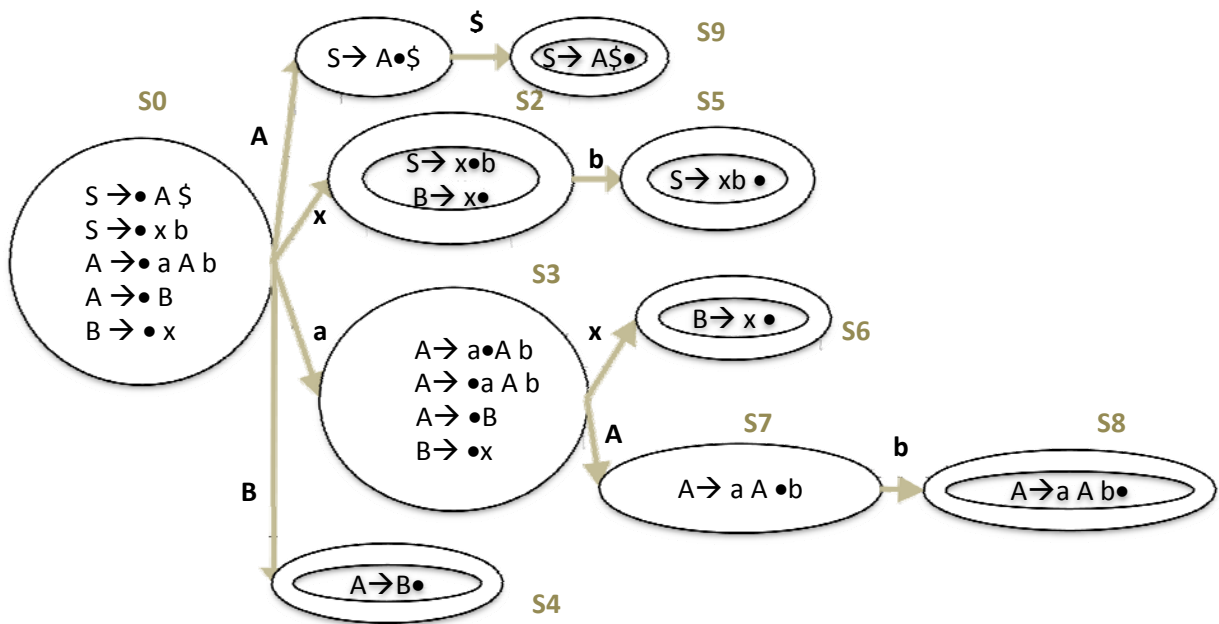 $
S→ A●$
S→ A$●
S9
S0
A
S2
S5
S →● A $
S →● x b
A →● a A b
A →● B
B → ● x
x
S→ x●b
B→ x●
b
S→ xb ●
S3
a
A→ a●A b
A→ ●a A b
A→ ●B
B→ ●x
x
B→ x ●
S6
A
S7
A→ a A ●b
b
S8
A→a A b●
B
A→B●
S4